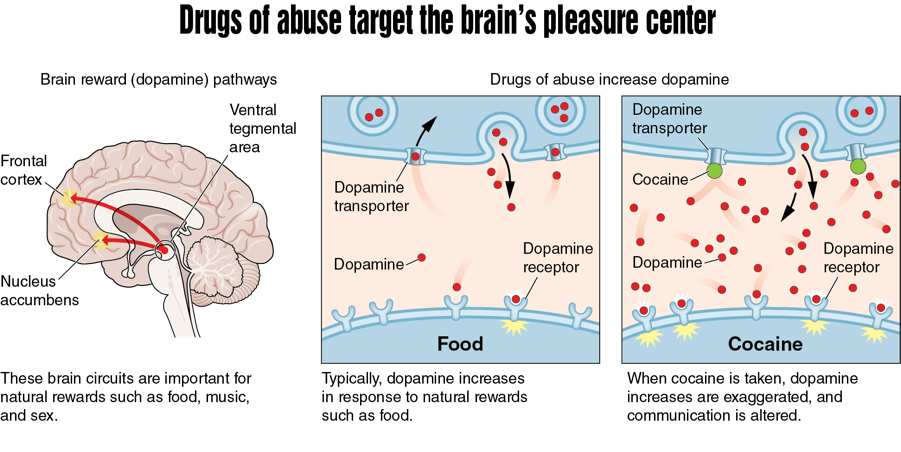 Drugs of abuse target the brain's pleasure center
Brain reward (dopamine) pathways
Ventral
tegmental
area
Frontal
cortex
Nucleus
accumbens
These brain circuits are important for
natural rewards such as food, music,
and sex.
Drugs of abuse increase dopamine
Dopamine
transporter
Dopamine
Dopamine
receptor
Food
Typically, dopamine increases
in response to natural rewards
such as food.
Dopamine
transporter
Cocaine
Dopamine
Dopamine
receptor
Cocaine
When cocaine is taken, dopamine
increases are exaggerated, and
communication is altered.